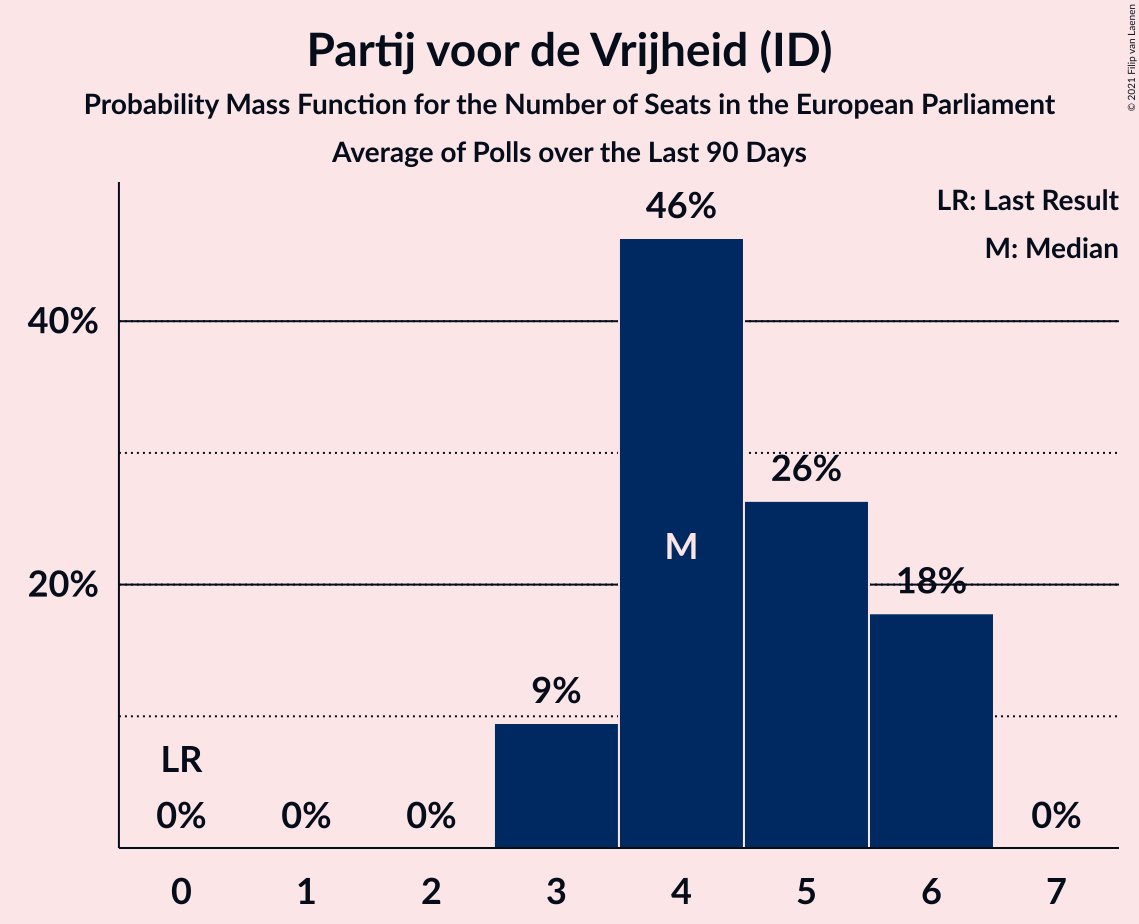 Partij voor de Vrijheid (ID)
Probability Mass Function for the Number of Seats in the European Parliament
Average of Polls over the Last 90 Days
© 2021 Filip van Laenen
LR: Last Result
M: Median
46%
40%
26%
M
20%
18%
9%
LR
0% 0% 0% 0%
0 1 2 3 4 5 6 7